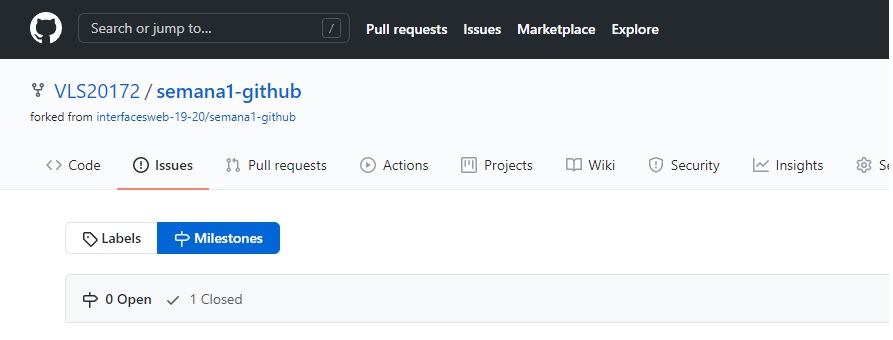 Search or jump to... / Pull requests Issues Marketplace Explore
VLS20172 / semana1-github
forked from interfacesweb-19-20/semana1-github
Code Issues Pull requests Actions Projects Wiki Security Insights Se
Labels Milestones
0 Open 1 Closed